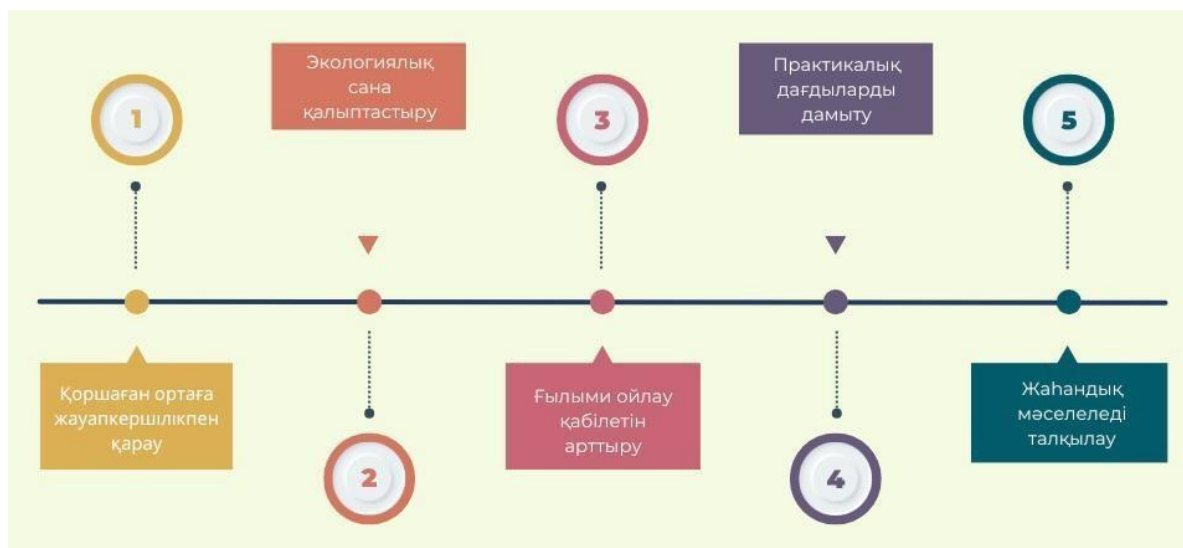 1
Қоршаған ортаға
жауапкершілікпен
қарау
Экологиялық
сана
қалыптастыру
2
3
Ғылыми ойлау
қабілетін
арттыру
Практикалық
дағдыларды
дамыту
4
5
Жаһандық
мәселеледі
талқылау